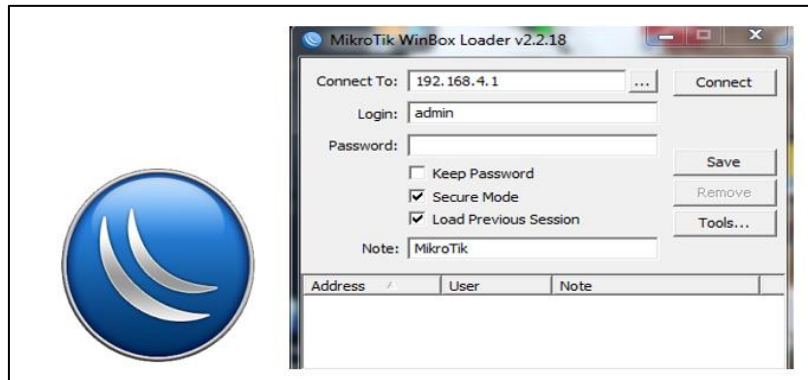 MikroTik WinBox Loader v2.2.18
Connect To: 192.168.4.1 ... Connect
Login: admin
Password:
Keep Password Save
Secure Mode Remove
Load Previous Session Tools...
Note: MikroTik
Address User Note